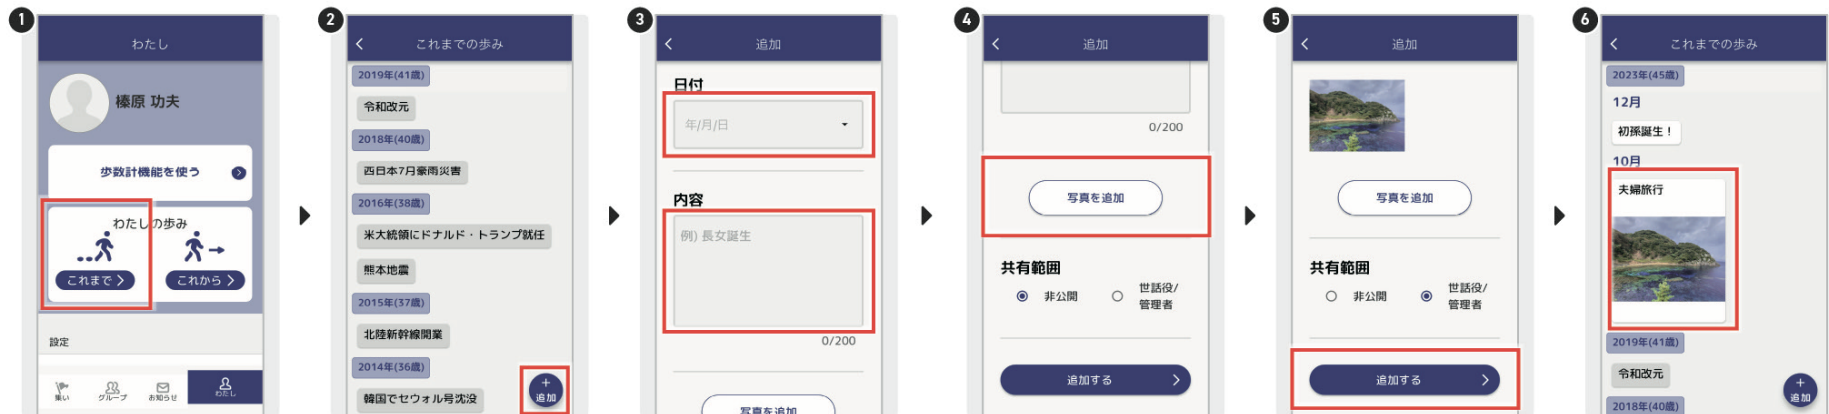 1
わたし
榛原 功夫
歩数計機能を使う
わたしの歩み
これまで
これから
設定
集い
グループ
お知らせ
わたし
2
これまでの歩み
2019年(41歳)
令和改元
2018年(40歳)
西日本7月豪雨災害
2016年(38歳)
米大統領にドナルド・トランプ就任
熊本地震
2015年(37歳)
北陸新幹線開業
2014年(36歳)
韓国でセウォル号沈没
+
追加
3
追加
日付
年/月/日
内容
例) 長女誕生
0/200
写真を追加
4
追加
0/200
写真を追加
共有範囲
非公開
世話役/
管理者
追加する
5
追加
写真を追加
共有範囲
非公開
世話役/
管理者
追加する
6
これまでの歩み
2023年(45歳)
12月
初孫誕生！
10月
夫婦旅行
2019年(41歳)
令和改元
2018年(40歳)
+
追加